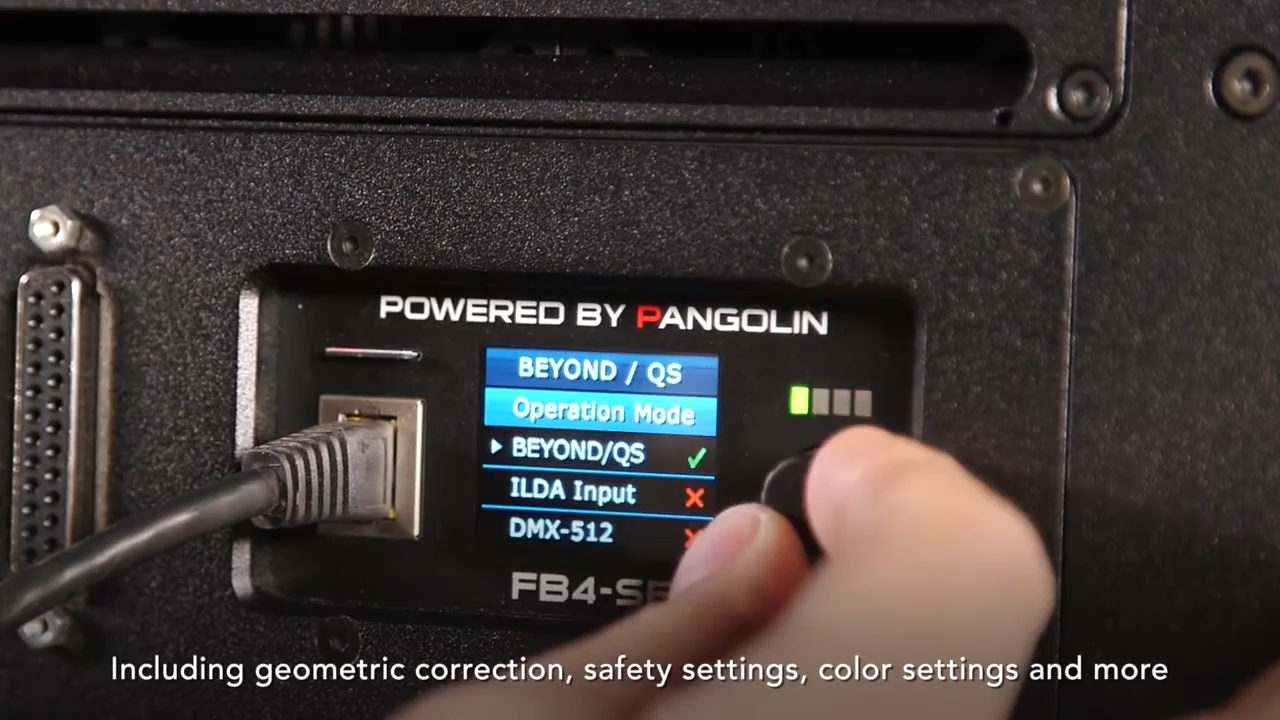 POWERED BY PANGOLIN
BEYOND / QS
Operation Mode
BEYOND/QS
ILDA Input
DMX-512
Including geometric correction, safety settings, color settings and more